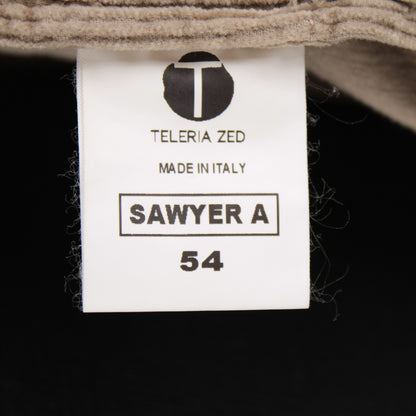 T
TELERIA ZED
MADE IN ITALY
SAWYER A
54